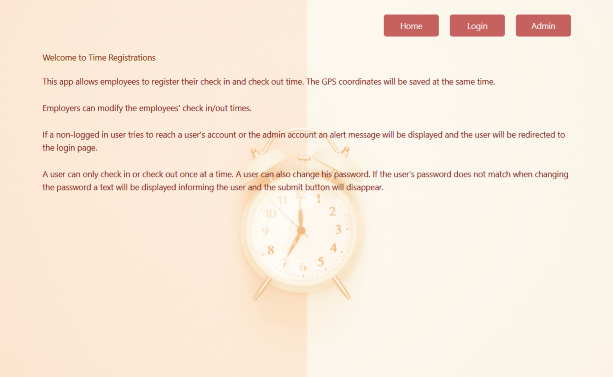 Home Login Admin
Welcome to Time Registrations
This app allows employees to register their check in and check out time. The GPS coordinates will be saved at the same time.
Employers can modify the employees' check in/out times.
If a non-logged in user tries to reach a user's account or the admin account an alert message will be displayed and the user will be redirected to
the login page.
A user can only check in or check out once at a time. A user can also change his password. If the user's password does not match when changing
the password a text will be displayed informing the user and the submit button will disappear.
11 1
10 2
9 3
8 4
7 6 5